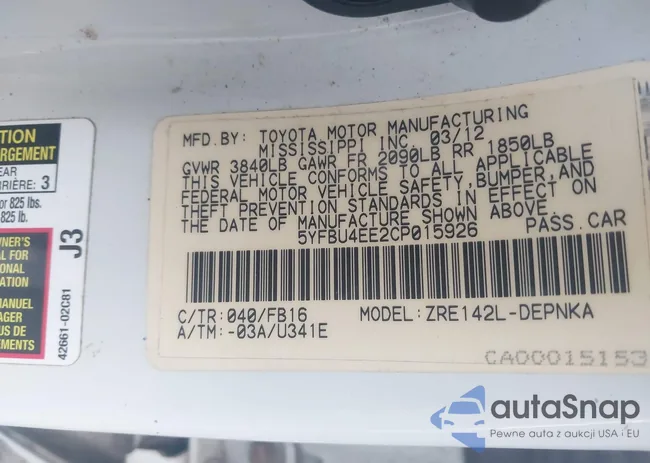 TION
ARGEMENT
EAR
RRIÈRE: 3
or 825 lbs.
825 lb.
WNER'S
AL FOR
ONAL
ATION
MANUEL
AGER
US DE
42661-02C81
J3
MFD. BY: TOYOTA MOTOR MANUFACTURING
MISSISSIPPI INC. 03/12
GVWR 3840LB GAWR FR 2090LB RR 1850LB
THIS VEHICLE CONFORMS TO ALL APPLICABLE
FEDERAL MOTOR VEHICLE SAFETY, BUMPER, AND
THEFT PREVENTION STANDARDS IN EFFECT ON
THE DATE OF MANUFACTURE SHOWN ABOVE.
5YFBU4EE2CP015926 PASS. CAR
C/TR: 040/FB16 MODEL: ZRE142L-DEPNKA
A/TM: -03A/U341E
CA00015153
autaSnap
Pewne auta z aukcji USA i EU